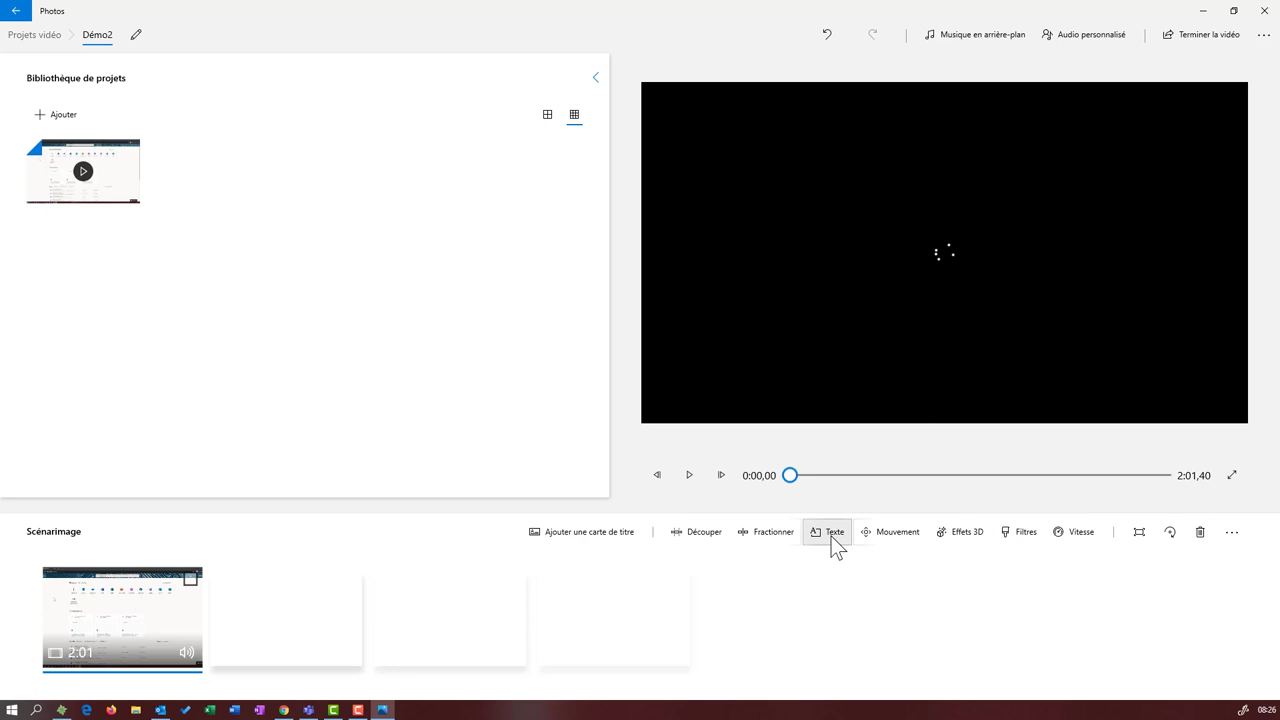 Photos
Projets vidéo Démo2 Musique en arrière-plan Audio personnalisé Terminer la vidéo
Bibliothèque de projets
Ajouter
0:00,00 2:01,40
Scénarimage Ajouter une carte de titre Découper Fractionner Texte Mouvement Effets 3D Filtres Vitesse
2:01
08:26